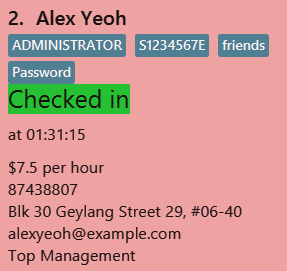 2. Alex Yeoh
ADMINISTRATOR S1234567E friends
Password
Checked in
at 01:31:15
$7.5 per hour
87438807
Blk 30 Geylang Street 29, #06-40
alexyeoh@example.com
Top Management